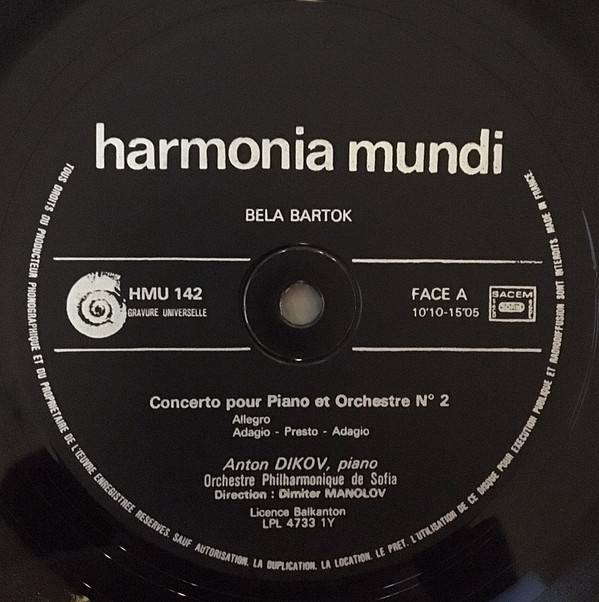 harmonia mundi
BELA BARTOK
HMU 142
GRAVURE UNIVERSELLE
FACE A
10'10-15'05
SACEM
Concerto pour Piano et Orchestre N° 2
Allegro
Adagio - Presto - Adagio
Anton DIKOV, piano
Orchestre Philharmonique de Sofia
Direction : Dimiter MANOLOV
Licence Balkanton
LPL 4733 1Y
TOUS DROITS DU PRODUCTEUR PHONOGRAPHIQUE ET DU PROPRIETAIRE DE L'ŒUVRE ENREGISTREE RESERVES. SAUF AUTORISATION, LA DUPLICATION, LA LOCATION, LE PRET, L'UTILISATION DE CE DISQUE POUR EXECUTION PUBLIQUE ET RADIODIFFUSION SONT INTERDITS. MADE IN FRANCE.